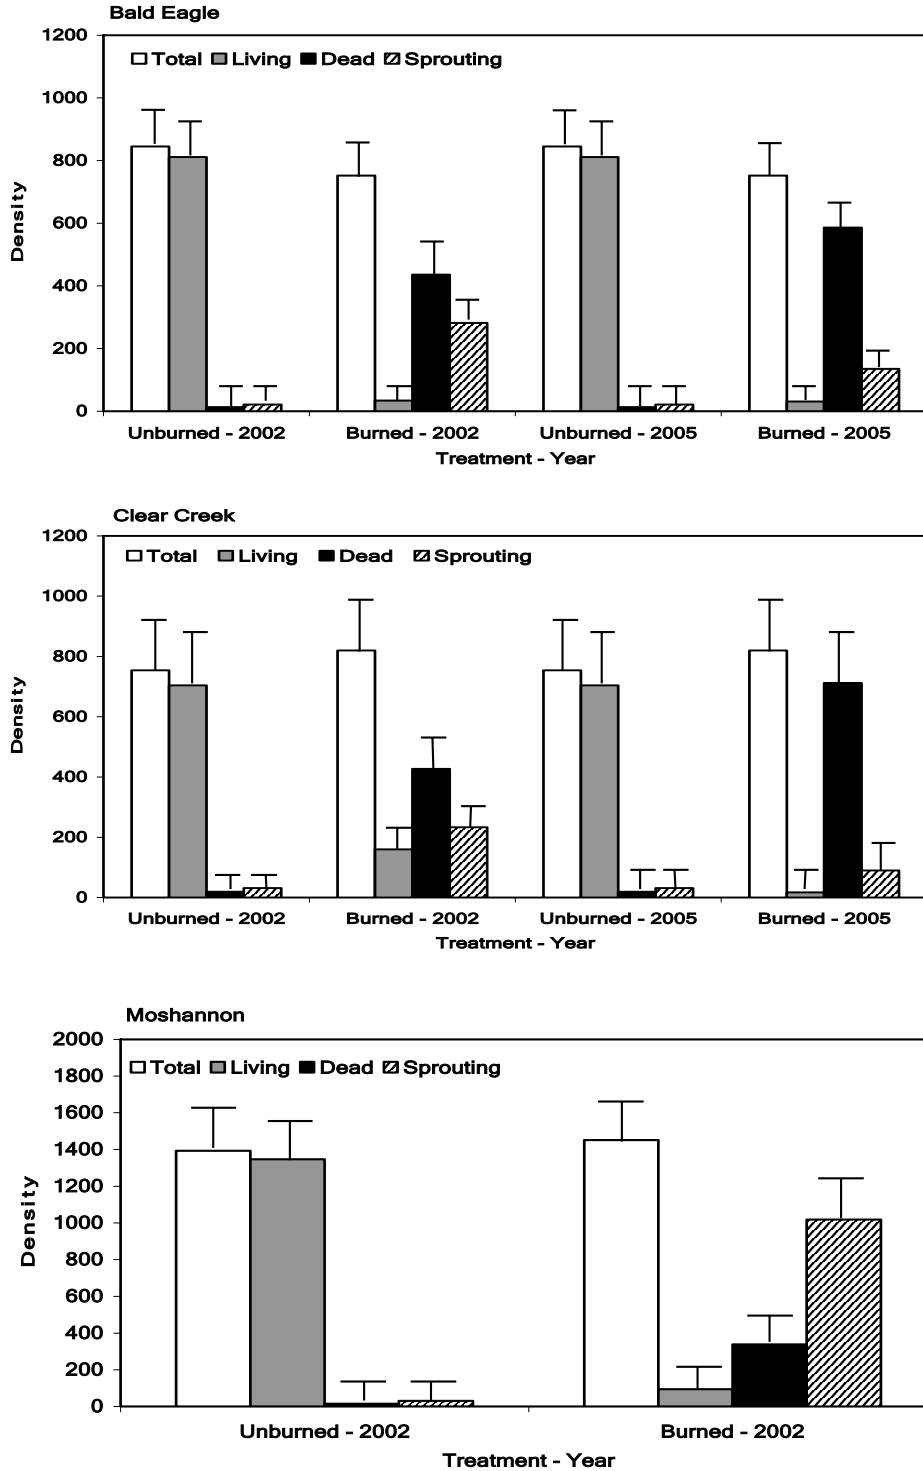 Bald Eagle
1200
Total Living Dead Sprouting
1000
800
600
400
200
0
Density
Unburned - 2002 Burned - 2002 Unburned - 2005 Burned - 2005
Treatment - Year
Clear Creek
1200
Total Living Dead Sprouting
1000
800
600
400
200
0
Density
Unburned - 2002 Burned - 2002 Unburned - 2005 Burned - 2005
Treatment - Year
Moshannon
2000
Total Living Dead Sprouting
1800
1600
1400
1200
1000
800
600
400
200
0
Density
Unburned - 2002 Burned - 2002
Treatment - Year